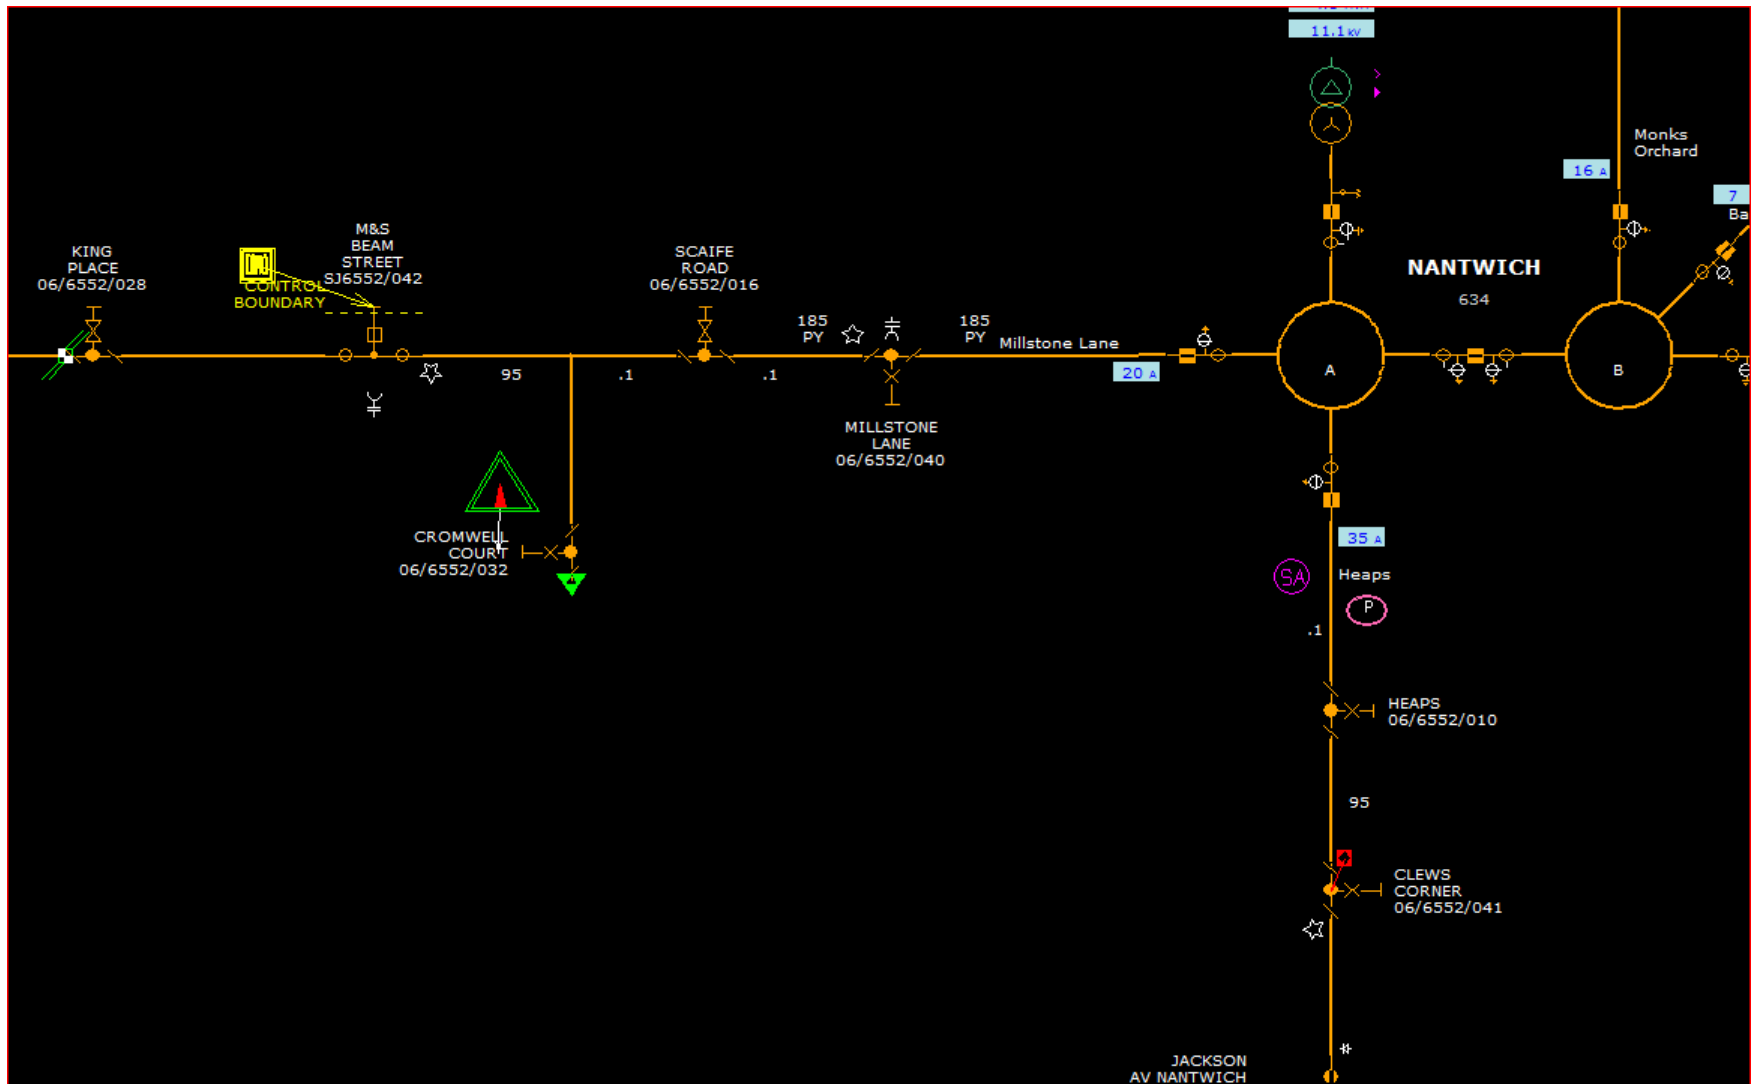 11.1 kV
Monks
Orchard
16 A
7
Ba
KING
PLACE
06/6552/028
CONTROL
BOUNDARY
M&S
BEAM
STREET
SJ6552/042
SCAIFE
ROAD
06/6552/016
NANTWICH
634
185
PY
185
PY
Millstone Lane
20 A
A
B
95
.1
.1
MILLSTONE
LANE
06/6552/040
CROMWELL
COURT
06/6552/032
35 A
SA
Heaps
P
.1
HEAPS
06/6552/010
95
CLEWS
CORNER
06/6552/041
JACKSON
AV NANTWICH